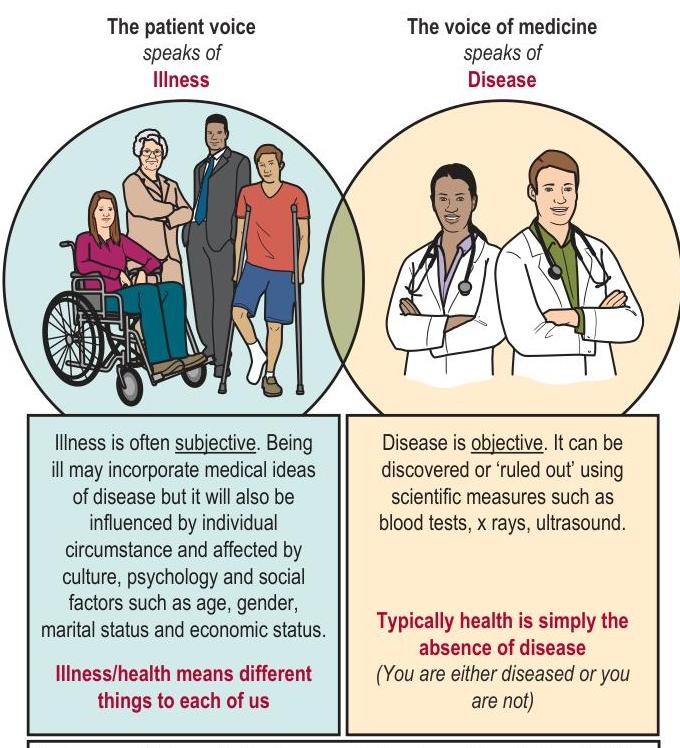 The patient voice
speaks of
Illness
The voice of medicine
speaks of
Disease
Illness is often subjective. Being
ill may incorporate medical ideas
of disease but it will also be
influenced by individual
circumstance and affected by
culture, psychology and social
factors such as age, gender,
marital status and economic status.
Illness/health means different
things to each of us
Disease is objective. It can be
discovered or ‘ruled out’ using
scientific measures such as
blood tests, x rays, ultrasound.
Typically health is simply the
absence of disease
(You are either diseased or you
are not)